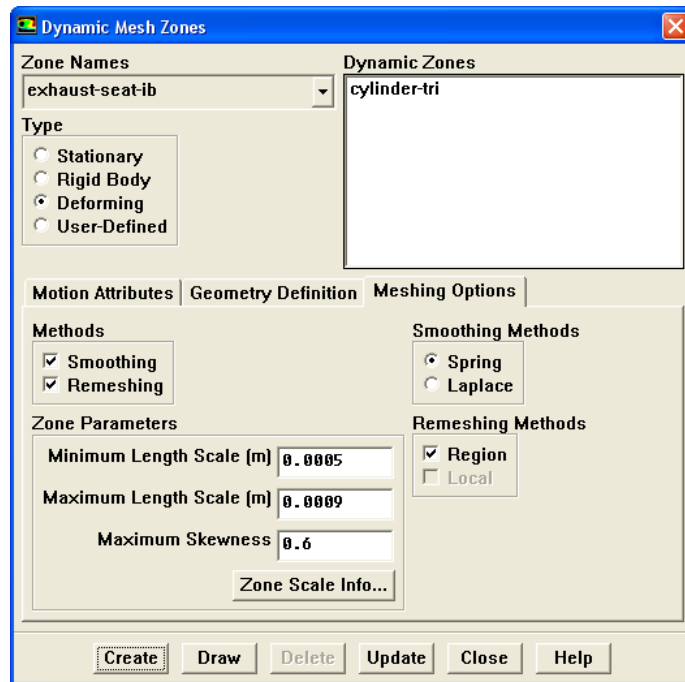 Dynamic Mesh Zones
Zone Names
exhaust-seat-ib
Dynamic Zones
cylinder-tri
Type
Stationary
Rigid Body
Deforming
User-Defined
Motion Attributes Geometry Definition Meshing Options
Methods
Smoothing
Remeshing
Smoothing Methods
Spring
Laplace
Zone Parameters
Minimum Length Scale (m) 0.0005
Maximum Length Scale (m) 0.0009
Maximum Skewness 0.6
Zone Scale Info...
Remeshing Methods
Region
Local
Create Draw Delete Update Close Help